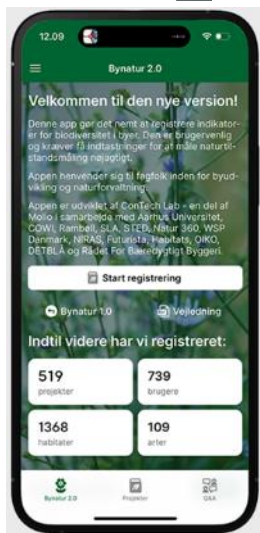 12.09
Bynatur 2.0
Velkommen til den nye version!
Denne app gør det nemt at registrere indikator-
er for biodiversitet i byer. Den er brugervenlig
og kræver få indtastninger for at måle naturtil-
standsmåling nøjagtigt.
Appen henvender sig til fagfolk inden for byud-
vikling og naturforvaltning.
Appen er udviklet af ConTech Lab - en del af
Molio i samarbejde med Aarhus Universitet,
COWI, Rambøll, SLA, STED, Natur 360, WSP
Danmark, NIRAS, Futurista, Habitats, OIKO,
DETBLÅ og Rådet For Bæredygtigt Byggeri.
Start registrering
Bynatur 1.0 Vejledning
Indtil videre har vi registreret:
519 739
projekter brugere
1368 109
habitater arter
Bynatur 2.0 Projekter Q&A